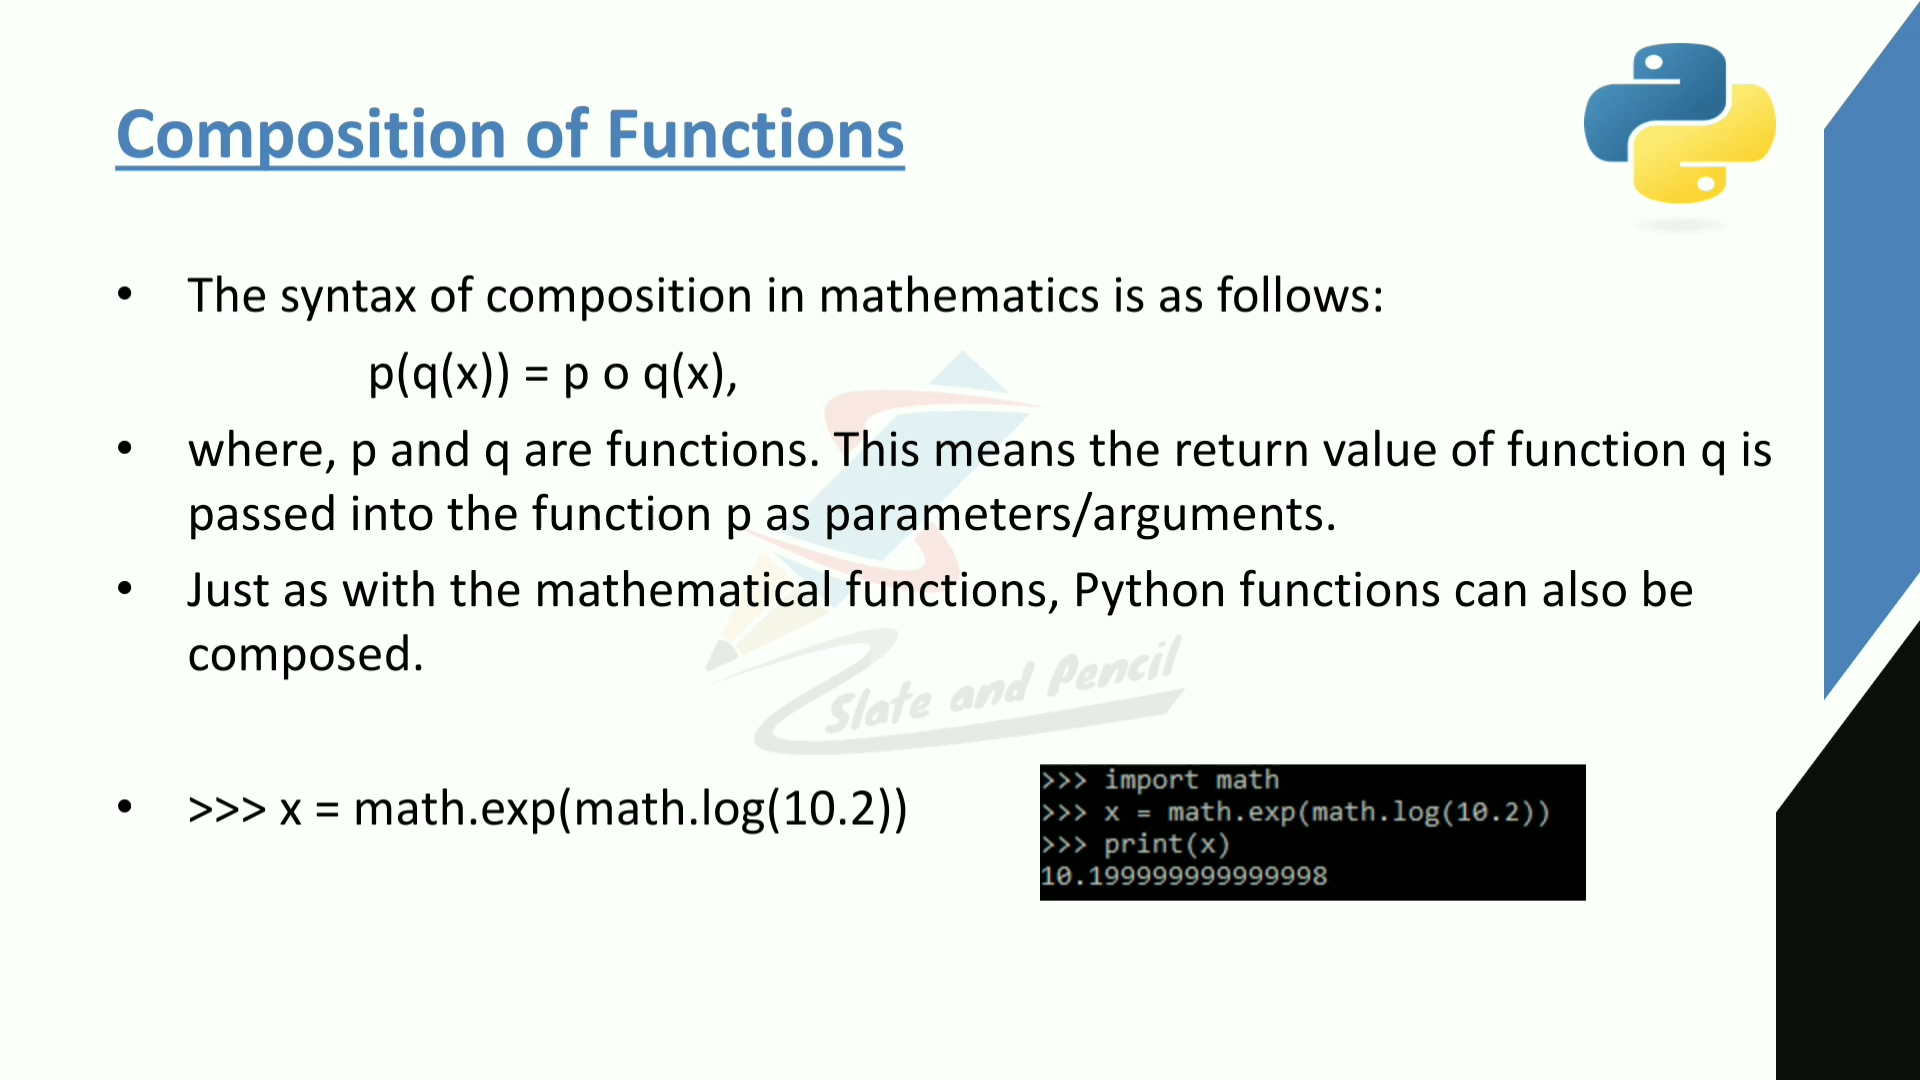 Composition of Functions
• The syntax of composition in mathematics is as follows:
p(q(x)) = p o q(x),
• where, p and q are functions. This means the return value of function q is
passed into the function p as parameters/arguments.
• Just as with the mathematical functions, Python functions can also be
composed.
Slate and Pencil
• >>> x = math.exp(math.log(10.2))
>>> import math
>>> x = math.exp(math.log(10.2))
>>> print(x)
10.199999999999998